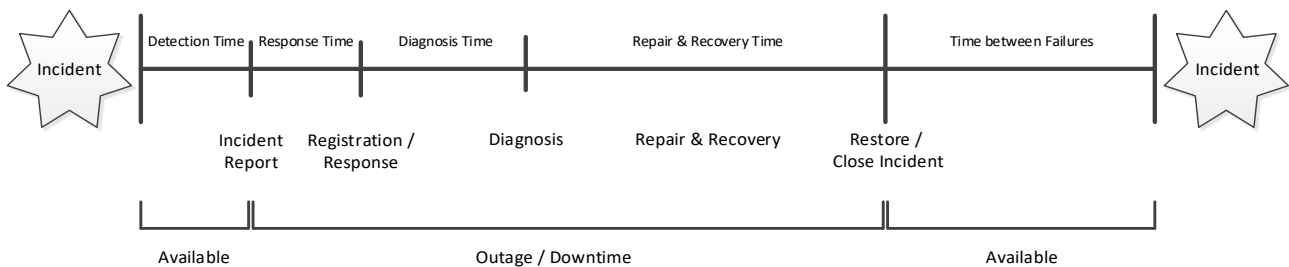 Incident
Detection Time
Response Time
Diagnosis Time
Repair & Recovery Time
Time between Failures
Incident
Incident
Report
Registration /
Response
Diagnosis
Repair & Recovery
Restore /
Close Incident
Available
Outage / Downtime
Available